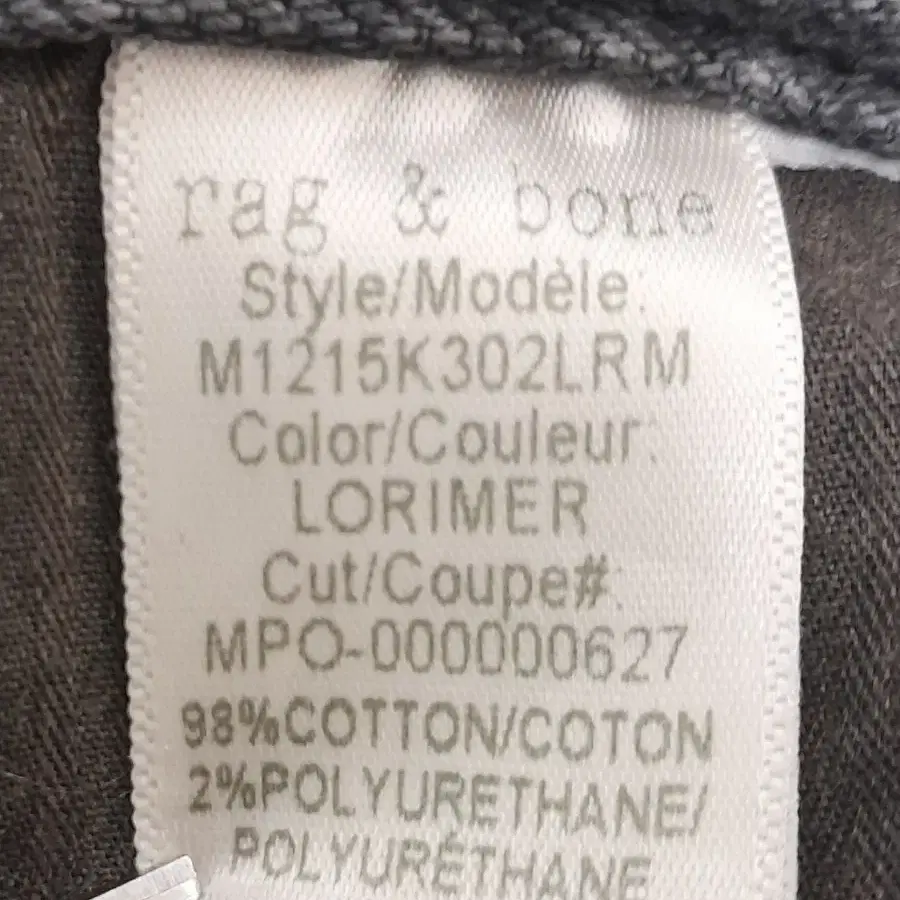 rag & bone
Style/Modèle:
M1215K302LRM
Color/Couleur:
LORIMER
Cut/Coupe#:
MPO-000000627
98%COTTON/COTON
2%POLYURETHANE/
POLYURÉTHANE